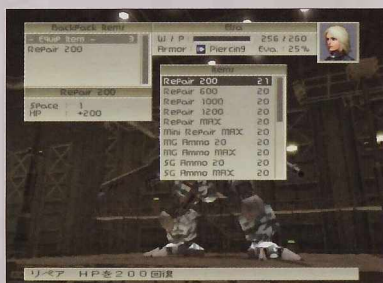 BackPack Items
- Equip Item -
Repair 200
Repair 200
Space : 1
HP : +200
W / P : 256 / 260
Armor : Piercing Eva. : 25%
Items
Repair 200 21
Repair 600 20
Repair 1000 20
Repair 1200 20
Repair MAX 20
Mini Repair MAX 20
MG Ammo 20 20
MG Ammo MAX 20
SG Ammo 20 20
SG Ammo MAX 20
リペア HPを200回復